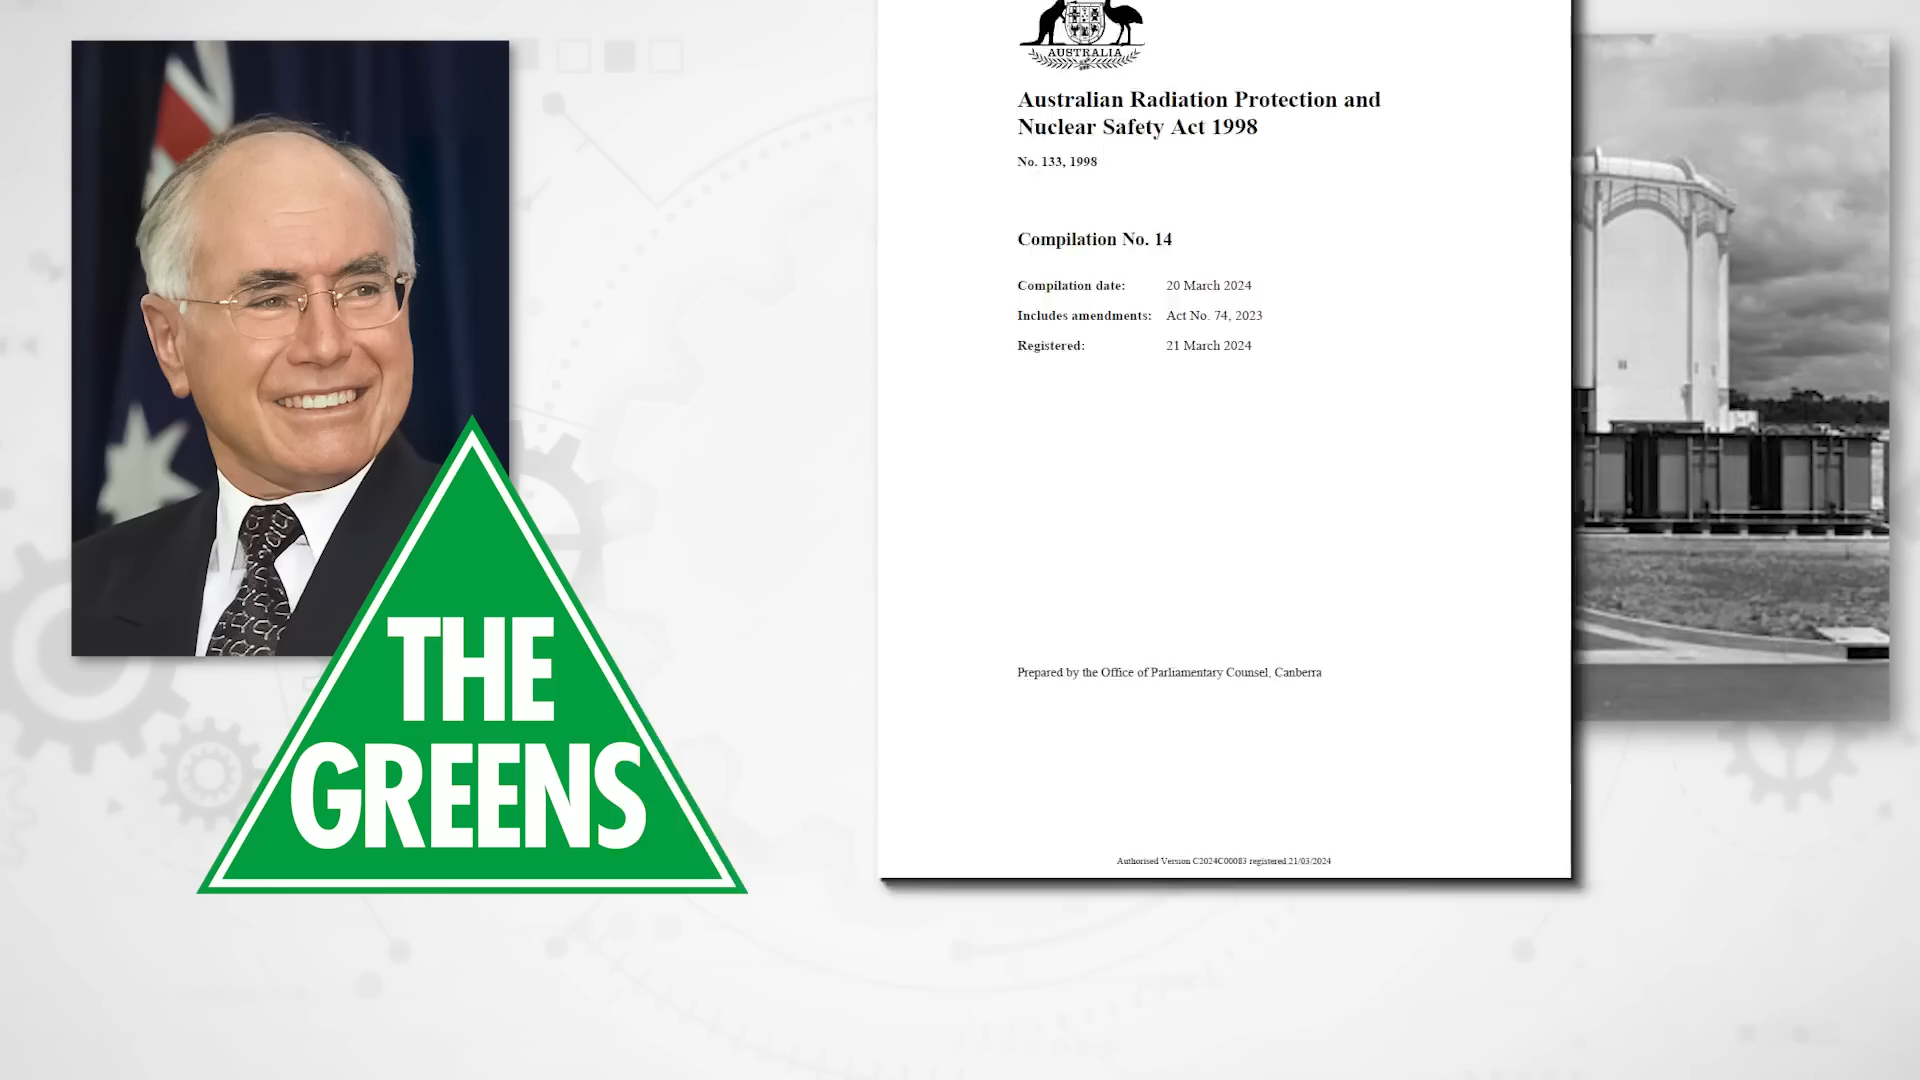 THE
GREENS
AUSTRALIA
Australian Radiation Protection and
Nuclear Safety Act 1998
No. 133, 1998
Compilation No. 14
Compilation date: 20 March 2024
Includes amendments: Act No. 74, 2023
Registered: 21 March 2024
Prepared by the Office of Parliamentary Counsel, Canberra
Authorised Version C2024C00083 registered 21/03/2024